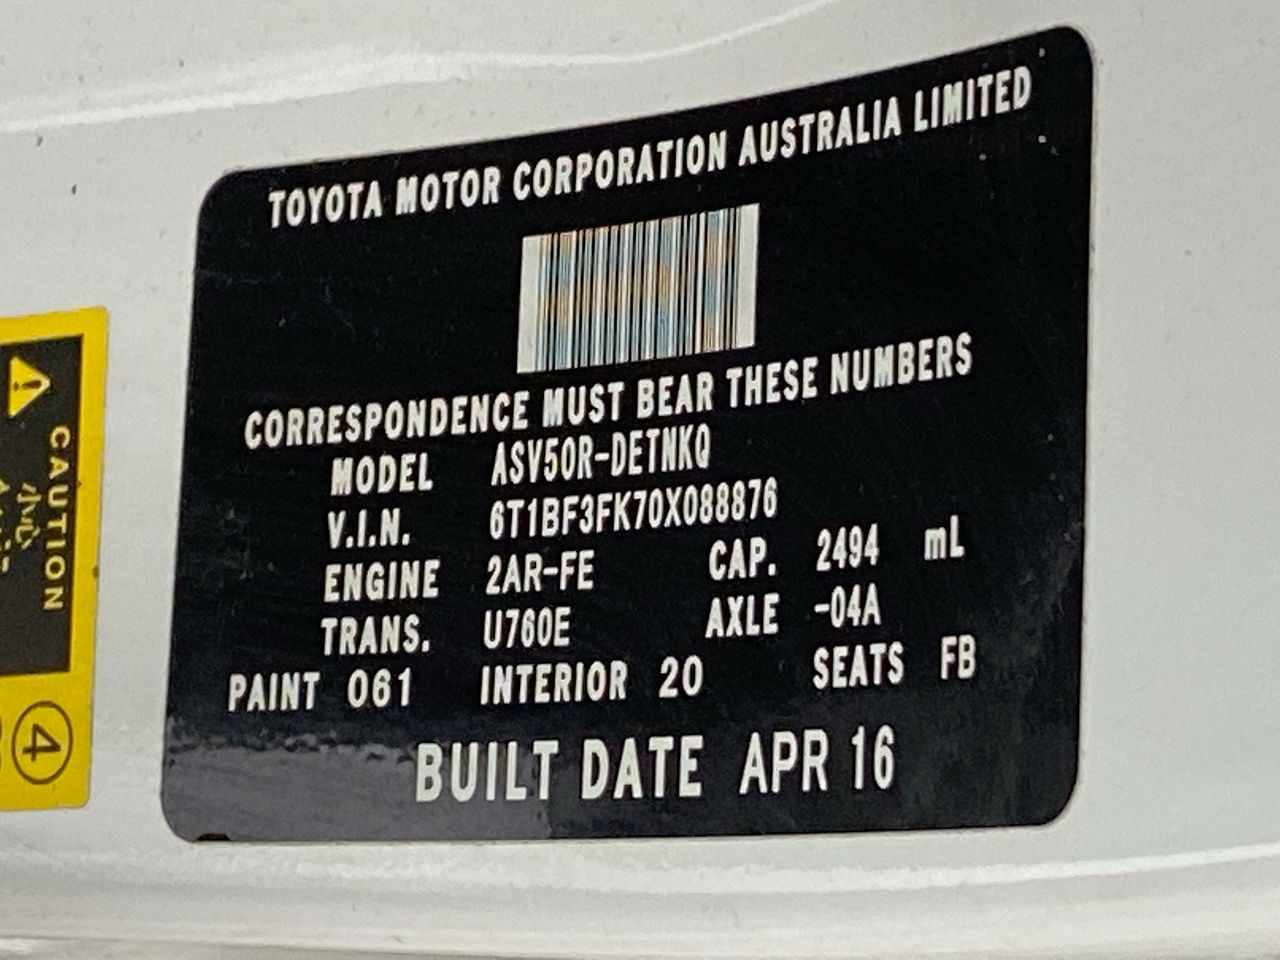 TOYOTA MOTOR CORPORATION AUSTRALIA LIMITED
CORRESPONDENCE MUST BEAR THESE NUMBERS
MODEL ASV50R-DETNKQ
V.I.N. 6T1BF3FK70X088876
ENGINE 2AR-FE CAP. 2494 mL
TRANS. U760E AXLE -04A
PAINT 061 INTERIOR 20 SEATS FB
BUILT DATE APR 16
CAUTION
4